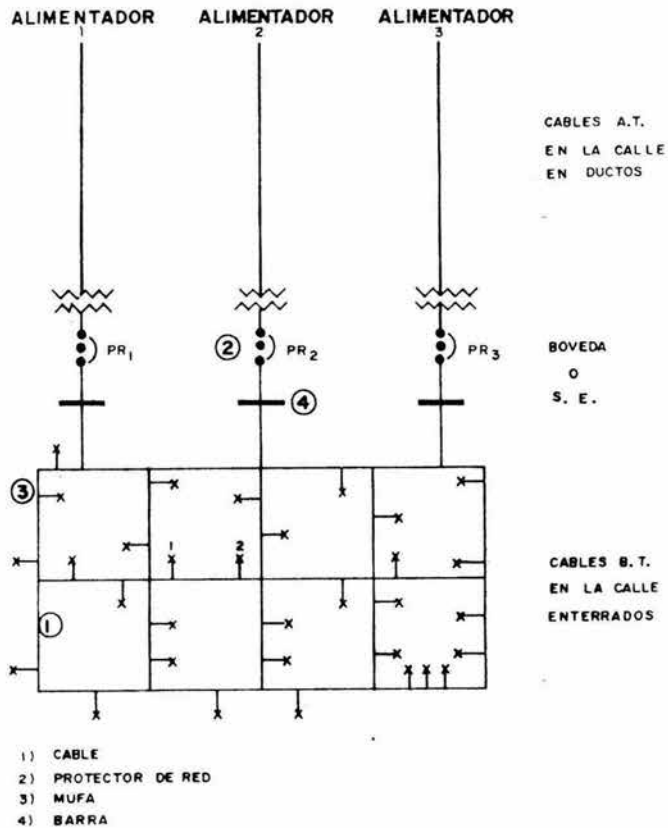 ALIMENTADOR ALIMENTADOR ALIMENTADOR
1 2 3
CABLES A.T.
EN LA CALLE
EN DUCTOS
PR1 2 PR2 PR3
BOVEDA
O
S. E.
4
3
1 2
CABLES B.T.
EN LA CALLE
ENTERRADOS
1
1) CABLE
2) PROTECTOR DE RED
3) MUFA
4) BARRA